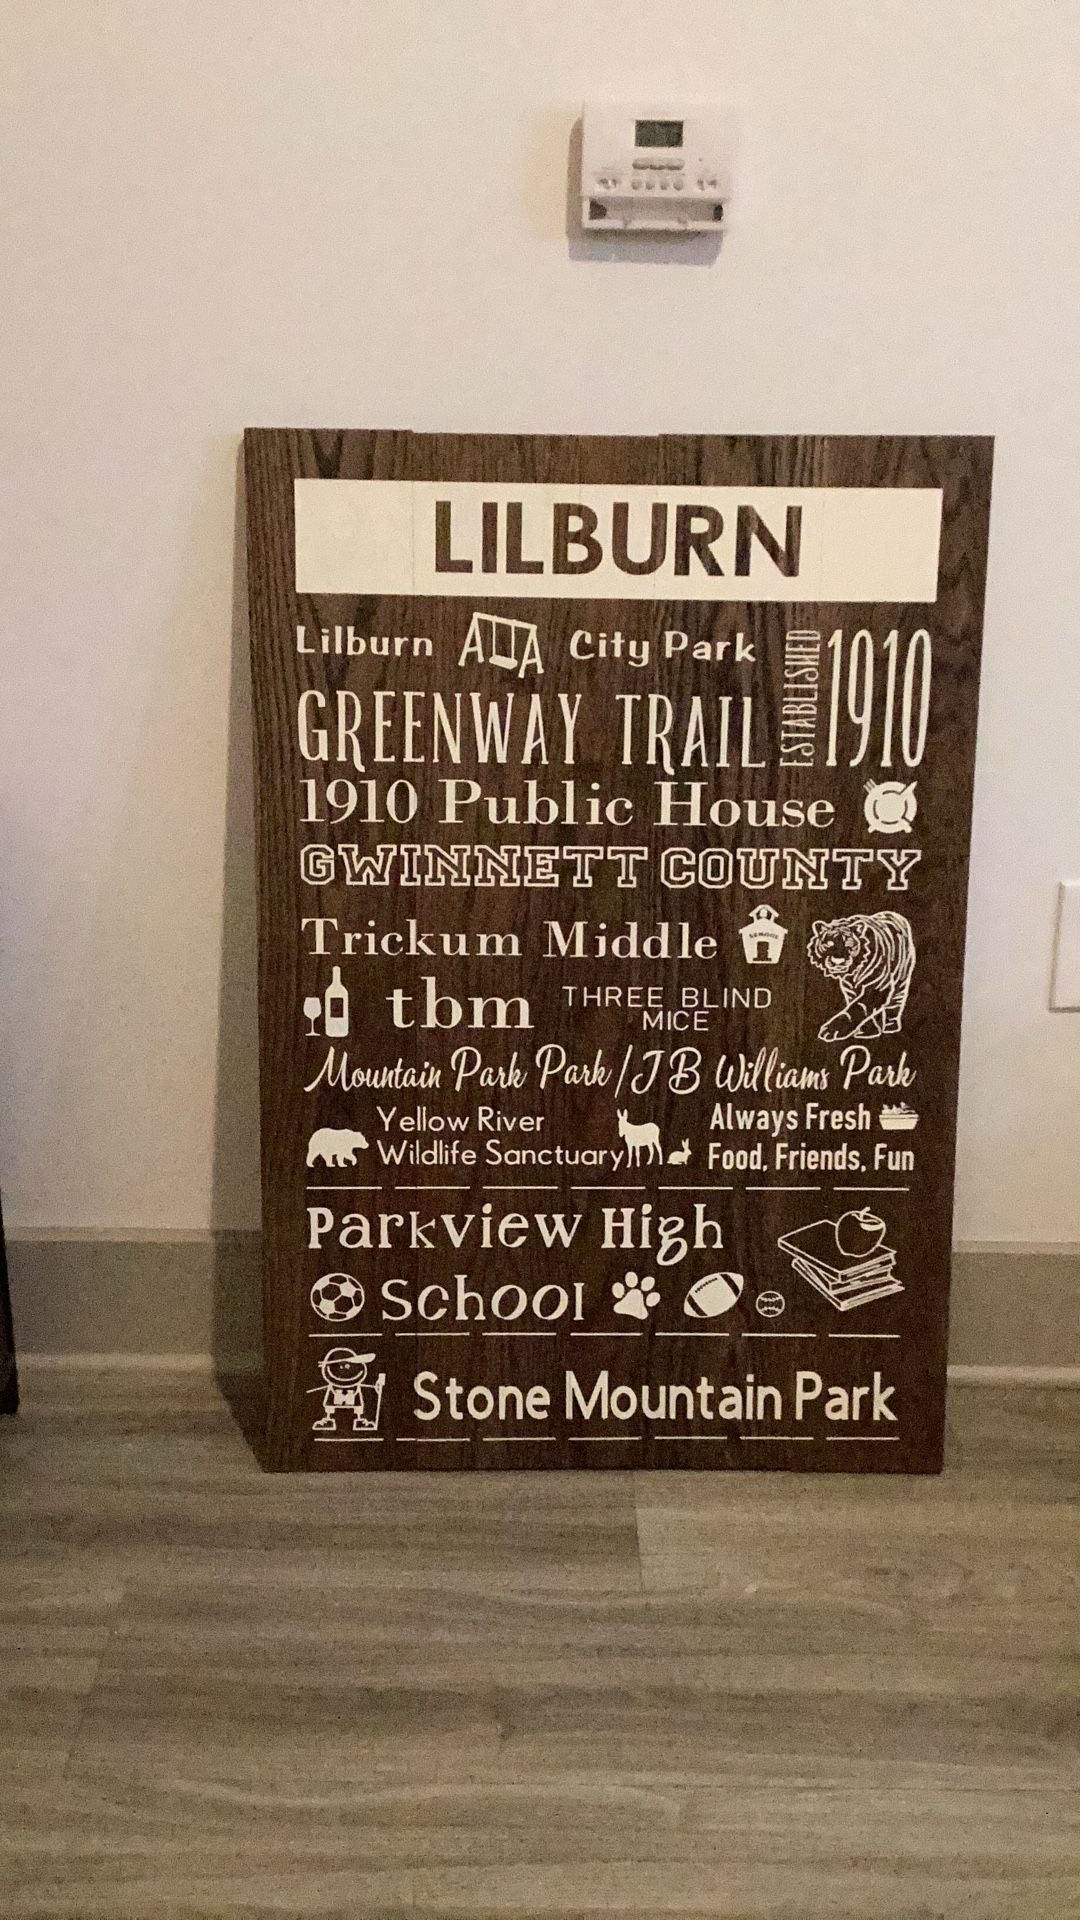 LILBURN
Lilburn City Park
ESTABLISHED 1910
GREENWAY TRAIL
1910 Public House
GWINNETT COUNTY
Trickum Middle
SCHOOL
tbm THREE BLIND
MICE
Mountain Park Park/J B Williams Park
Yellow River
Wildlife Sanctuary
Always Fresh
Food, Friends, Fun
Parkview High
School
Stone Mountain Park